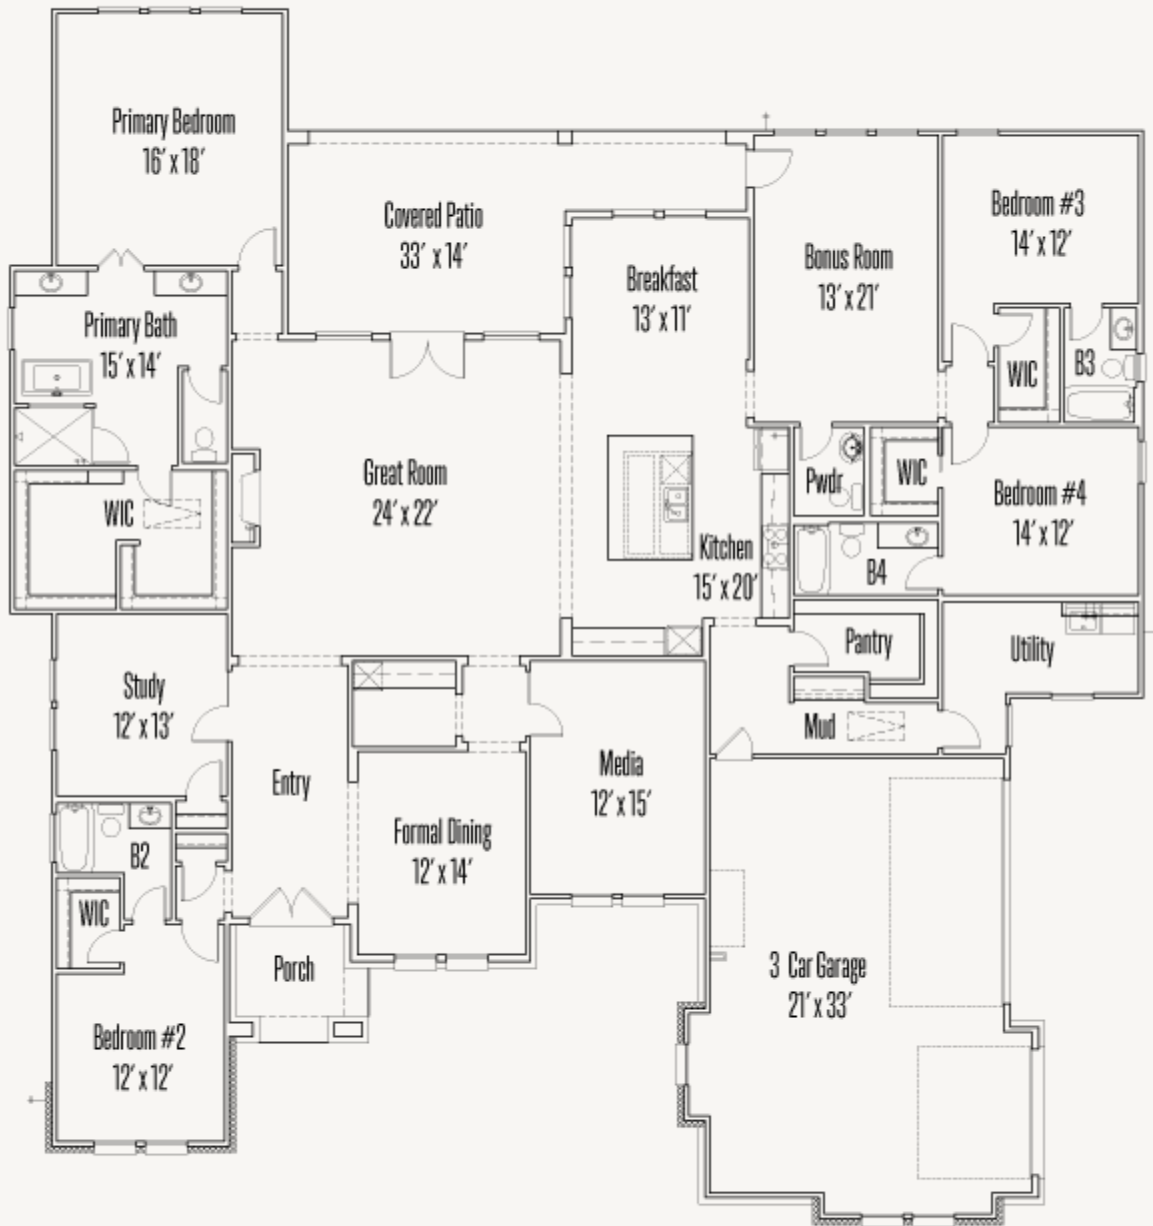 Primary Bedroom
16′ x 18′
Covered Patio
33′ x 14′
Breakfast
13′ x 11′
Bonus Room
13′ x 21′
Bedroom #3
14′ x 12′
Primary Bath
15′ x 14′
WIC
B3
Great Room
24′ x 22′
WIC
Pwdr
WIC
Bedroom #4
14′ x 12′
Kitchen
15′ x 20′
B4
Pantry
Utility
Study
12′ x 13′
Mud
Entry
Media
12′ x 15′
Formal Dining
12′ x 14′
B2
WIC
Porch
3 Car Garage
21′ x 33′
Bedroom #2
12′ x 12′